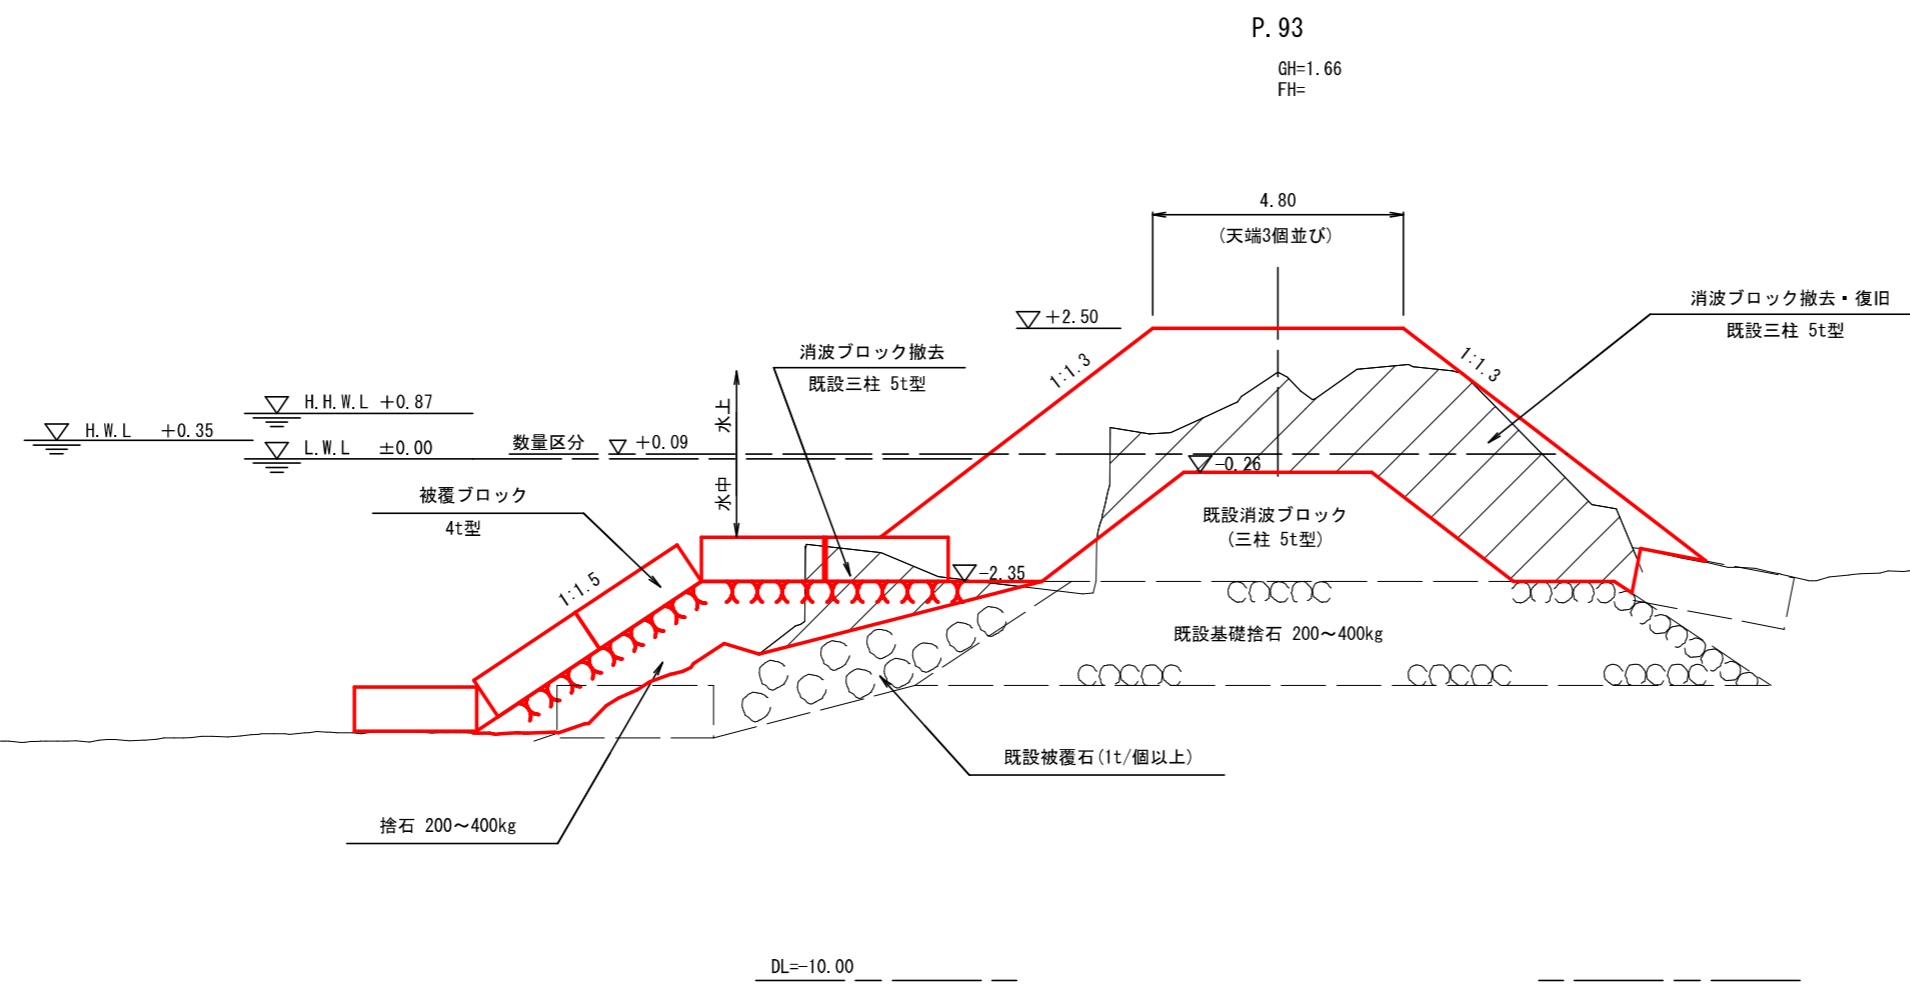 P.93
GH=1.66
FH=
4.80
(天端3個並び)
消波ブロック撤去・復旧
既設三柱 5t型
+2.50
1:1.3
1:1.3
消波ブロック撤去
既設三柱 5t型
水上
H.H.W.L +0.87
H.W.L +0.35
L.W.L ±0.00
数量区分 +0.09
-0.26
水中
被覆ブロック
4t型
既設消波ブロック
(三柱 5t型)
-2.35
1:1.5
既設基礎捨石 200～400kg
既設被覆石(1t/個以上)
捨石 200～400kg
DL=-10.00